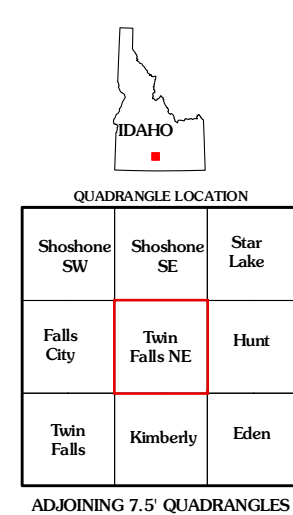 IDAHO
QUADRANGLE LOCATION
Shoshone SW
Shoshone SE
Star Lake
Falls City
Twin Falls NE
Hunt
Twin Falls
Kimberly
Eden
ADJOINING 7.5' QUADRANGLES